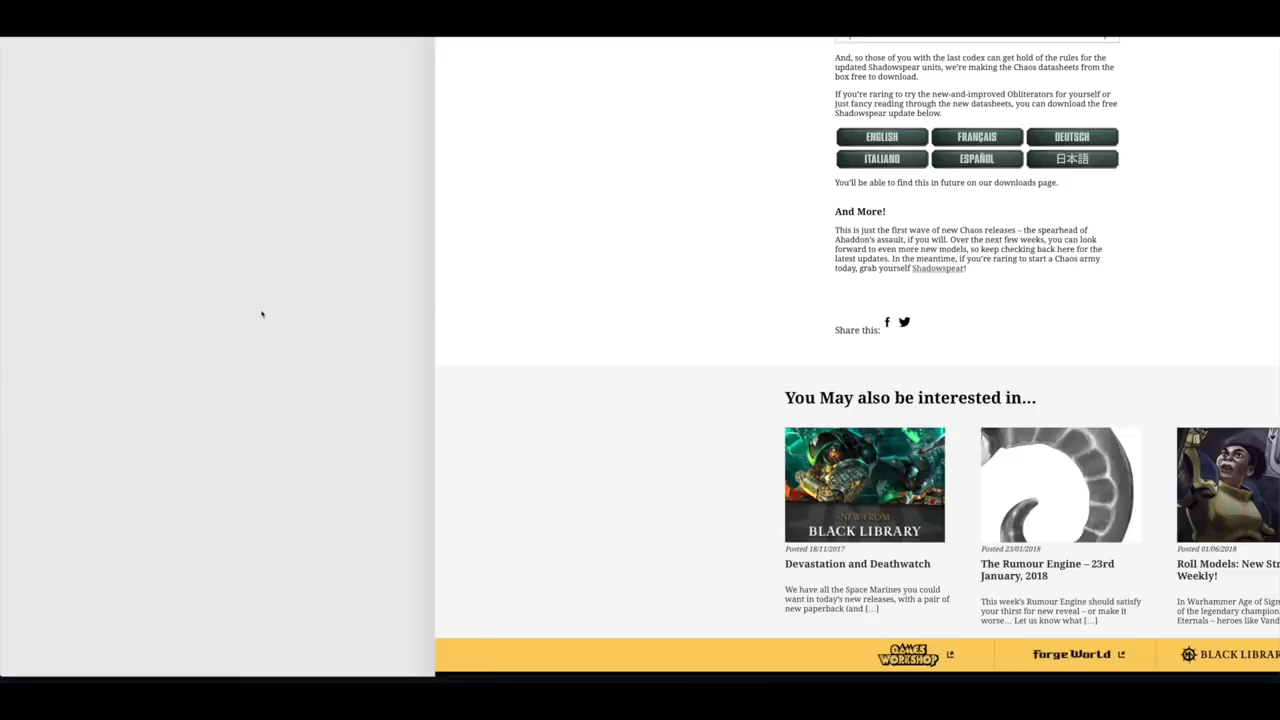 And, so those of you with the last codex can get hold of the rules for the
updated Shadowspear units, we’re making the Chaos datasheets from the
box free to download.
If you’re raring to try the new-and-improved Obliterators for yourself or
just fancy reading through the new datasheets, you can download the free
Shadowspear update below.
ENGLISH FRANÇAIS DEUTSCH
ITALIANO ESPAÑOL 日本語
You’ll be able to find this in future on our downloads page.
And More!
This is just the first wave of new Chaos releases – the spearhead of
Abaddon’s assault, if you will. Over the next few weeks, you can look
forward to even more new models, so keep checking back here for the
latest updates. In the meantime, if you’re raring to start a Chaos army
today, grab yourself Shadowspear!
Share this:
You May also be interested in...
NEW FROM
BLACK LIBRARY
Posted 18/11/2017
Devastation and Deathwatch
We have all the Space Marines you could
want in today’s new releases, with a pair of
new paperback (and […]
Posted 23/01/2018
The Rumour Engine – 23rd
January, 2018
This week’s Rumour Engine should satisfy
your thirst for new reveal – or make it
worse… Let us know what […]
Posted 01/06/2018
Roll Models: New
Weekly!
In Warhammer Age of
of the legendary
Eternals – heroes like
GAMES
WORKSHOP
Forge World
BLACK